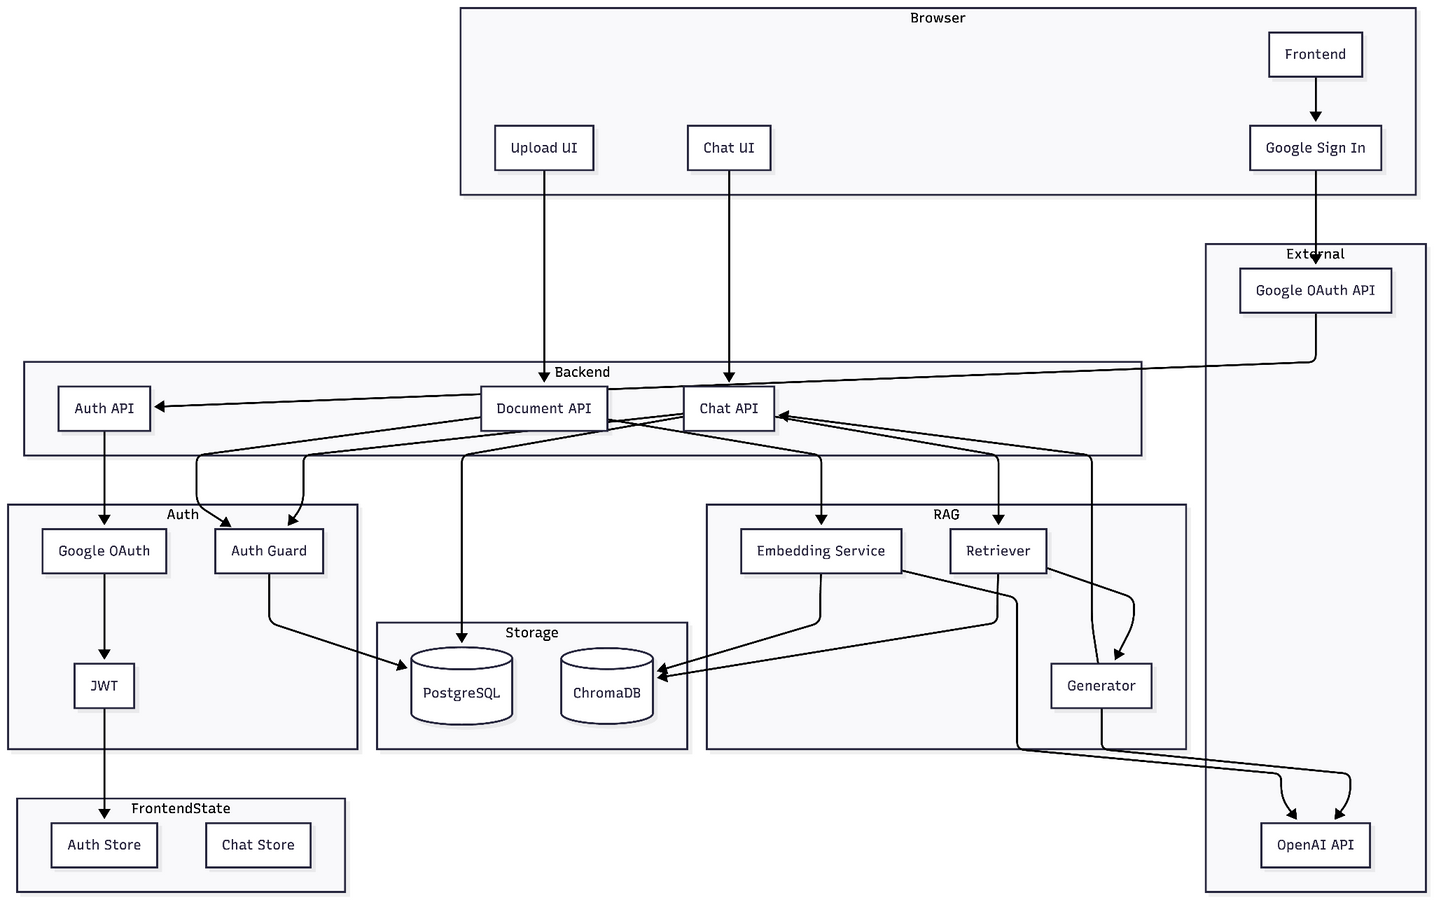 Browser
Frontend
Upload UI
Chat UI
Google Sign In
External
Google OAuth API
Backend
Auth API
Document API
Chat API
Auth
RAG
Google OAuth
Auth Guard
Embedding Service
Retriever
Storage
JWT
PostgreSQL
ChromaDB
Generator
FrontendState
Auth Store
Chat Store
OpenAI API